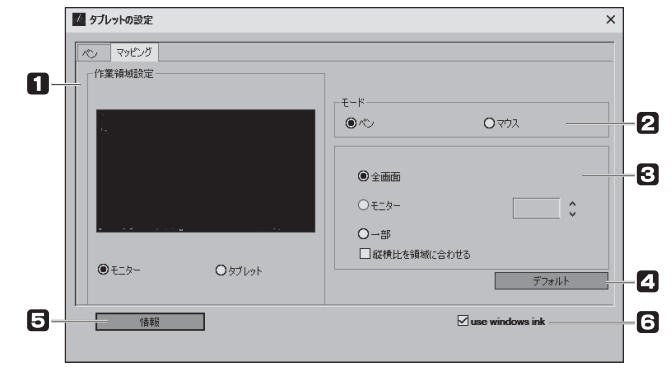 タブレットの設定
ペン マッピング
1 作業領域設定
モード
ペン マウス 2
3
全画面
モニター
一部
縦横比を領域に合わせる
モニター タブレット
デフォルト 4
5 情報
use windows ink 6